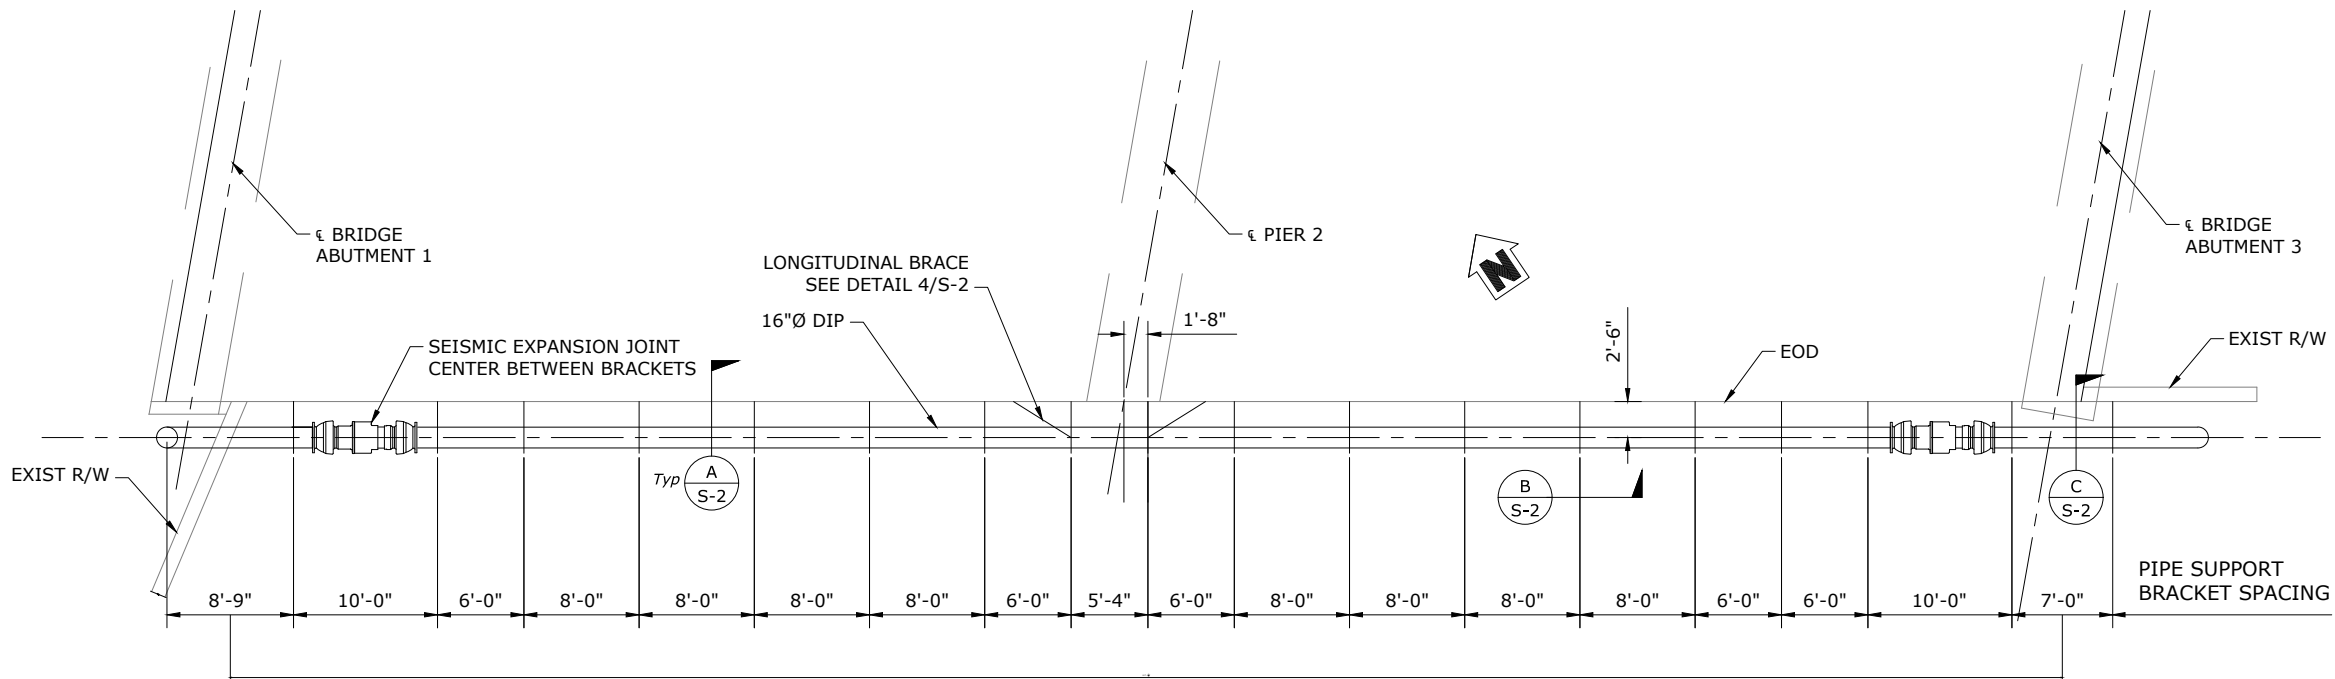 ℄ BRIDGE
ABUTMENT 1
℄ PIER 2
℄ BRIDGE
ABUTMENT 3
N
LONGITUDINAL BRACE
SEE DETAIL 4/S-2
16"Ø DIP
1'-8"
2'-6"
SEISMIC EXPANSION JOINT
CENTER BETWEEN BRACKETS
EOD
EXIST R/W
EXIST R/W
Typ
A
S-2
B
S-2
C
S-2
8'-9" 10'-0" 6'-0" 8'-0" 8'-0" 8'-0" 8'-0" 6'-0" 5'-4" 6'-0" 8'-0" 8'-0" 8'-0" 8'-0" 6'-0" 6'-0" 10'-0" 7'-0"
PIPE SUPPORT
BRACKET SPACING